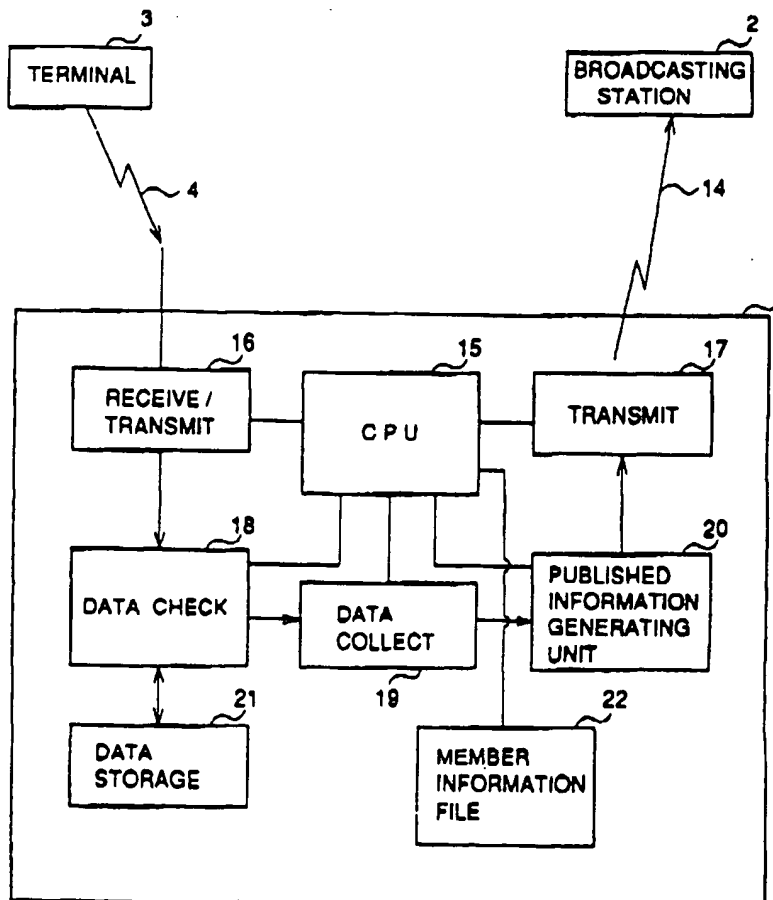 3
2
TERMINAL
BROADCASTING
STATION
4
14
16
15
17
RECEIVE /
TRANSMIT
CPU
TRANSMIT
18
20
DATA CHECK
DATA
COLLECT
PUBLISHED
INFORMATION
GENERATING
UNIT
19
21
22
DATA
STORAGE
MEMBER
INFORMATION
FILE